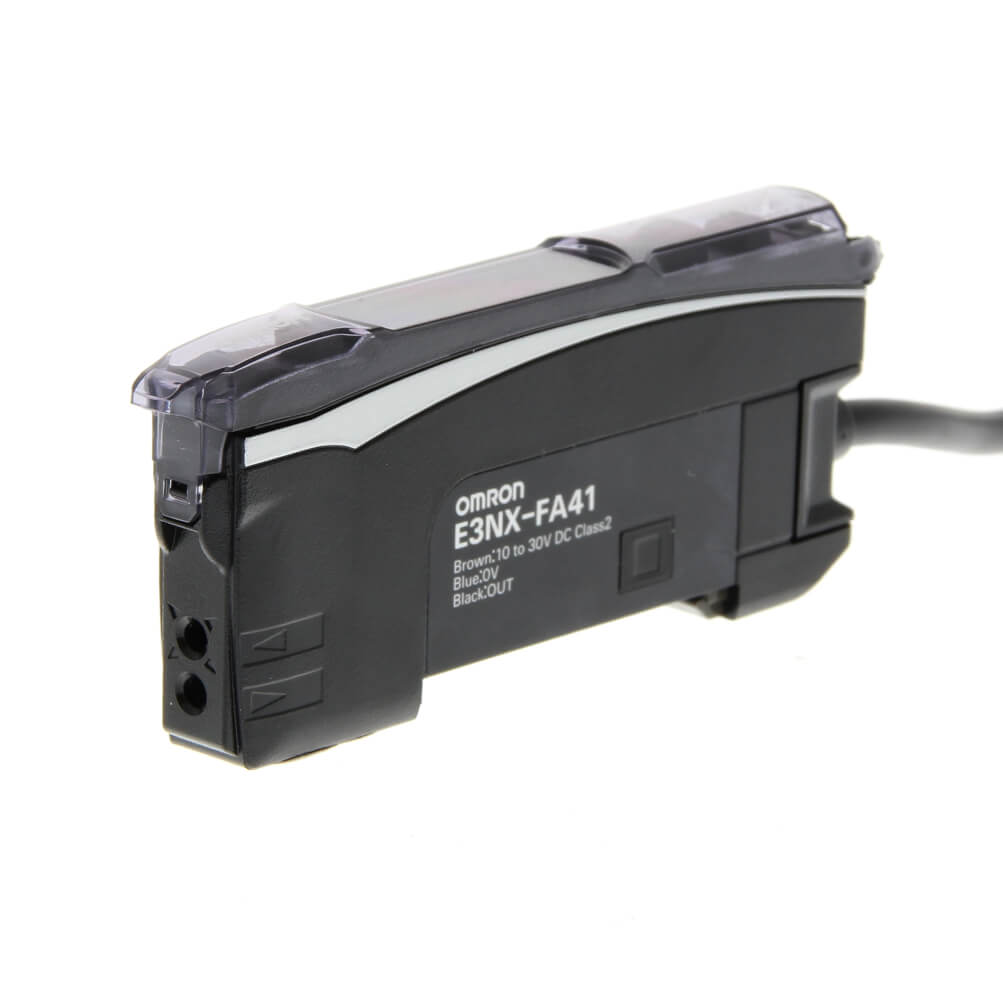 OMRON
E3NX-FA41
Brown:10 to 30V DC Class2
Blue:0V
Black:OUT